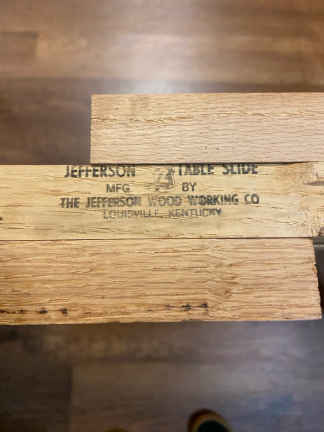 JEFFERSON TABLE SLIDE
MFG BY
THE JEFFERSON WOOD WORKING CO
LOUISVILLE, KENTUCKY